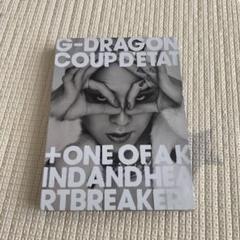 G-DRAGON
COUP D'ETAT
+ ONE OF A K
INDANDHEA
RTBREAKER